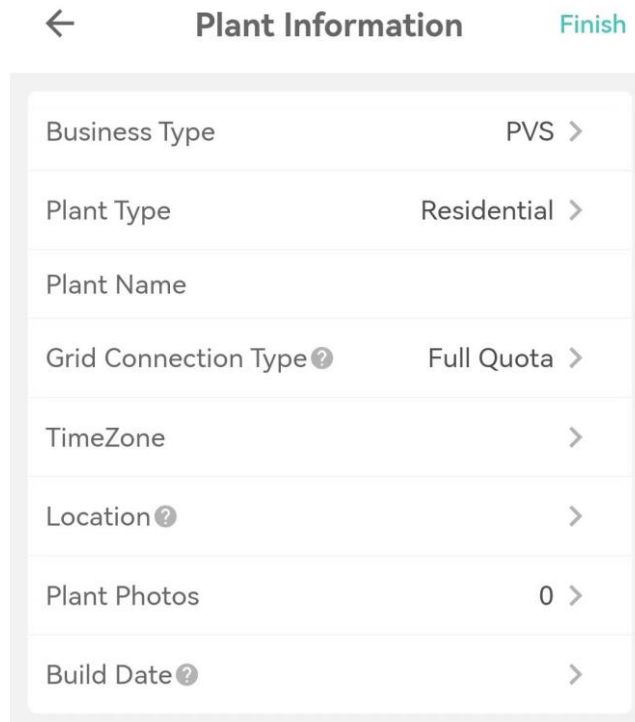 Plant Information Finish
Business Type PVS
Plant Type Residential
Plant Name
Grid Connection Type Full Quota
TimeZone
Location
Plant Photos 0
Build Date